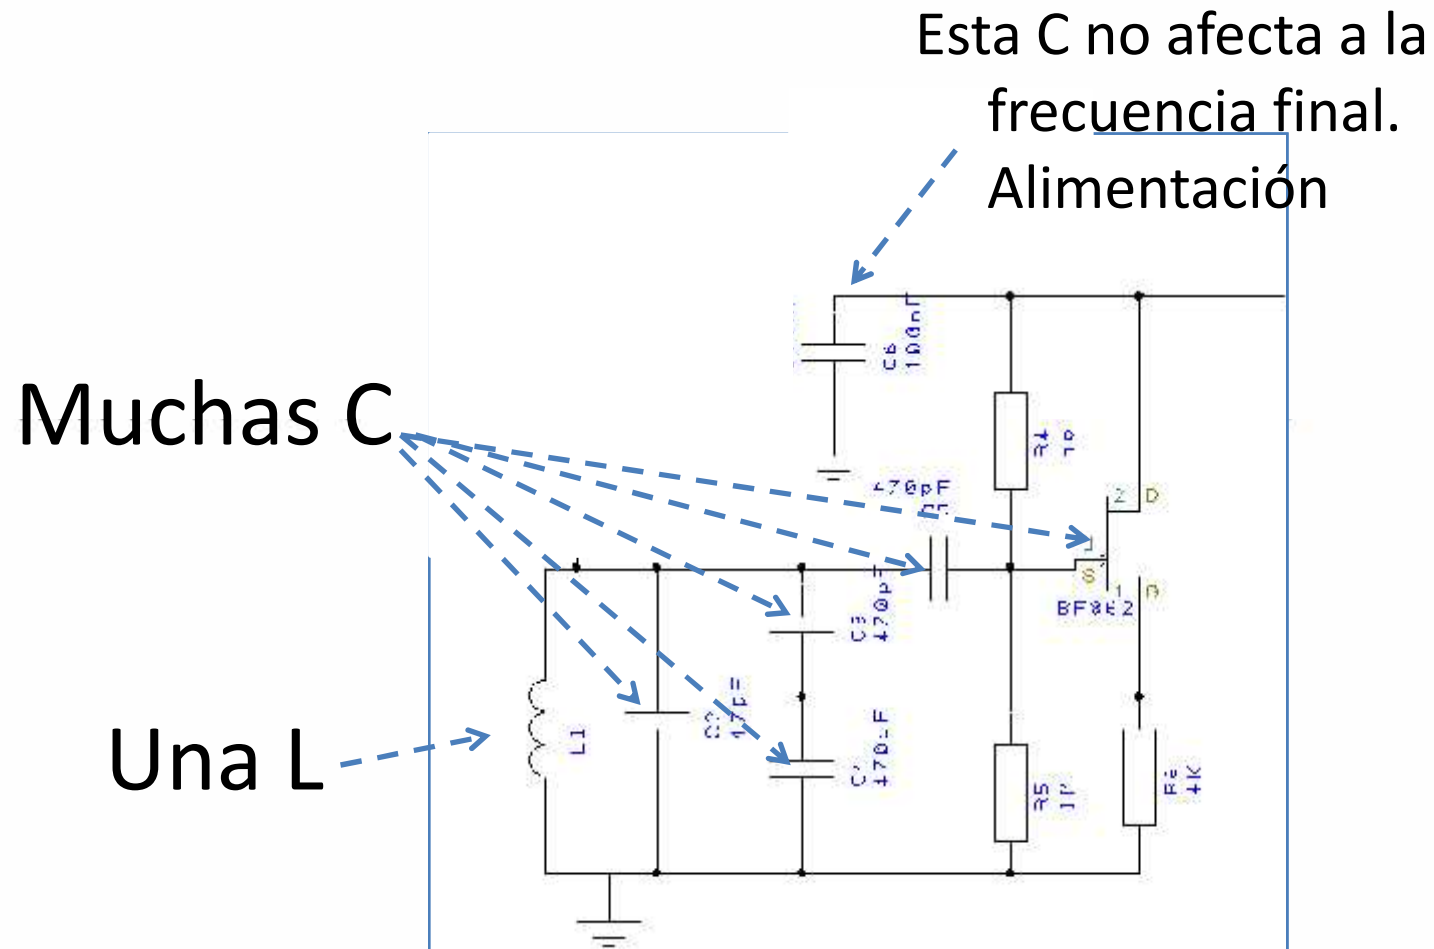 Esta C no afecta a la
frecuencia final.
Alimentación
Muchas C
Una L
C6
100nF
R4
470pF
Z D
S
1
BF862
C3
470pF
L1
R5
4K